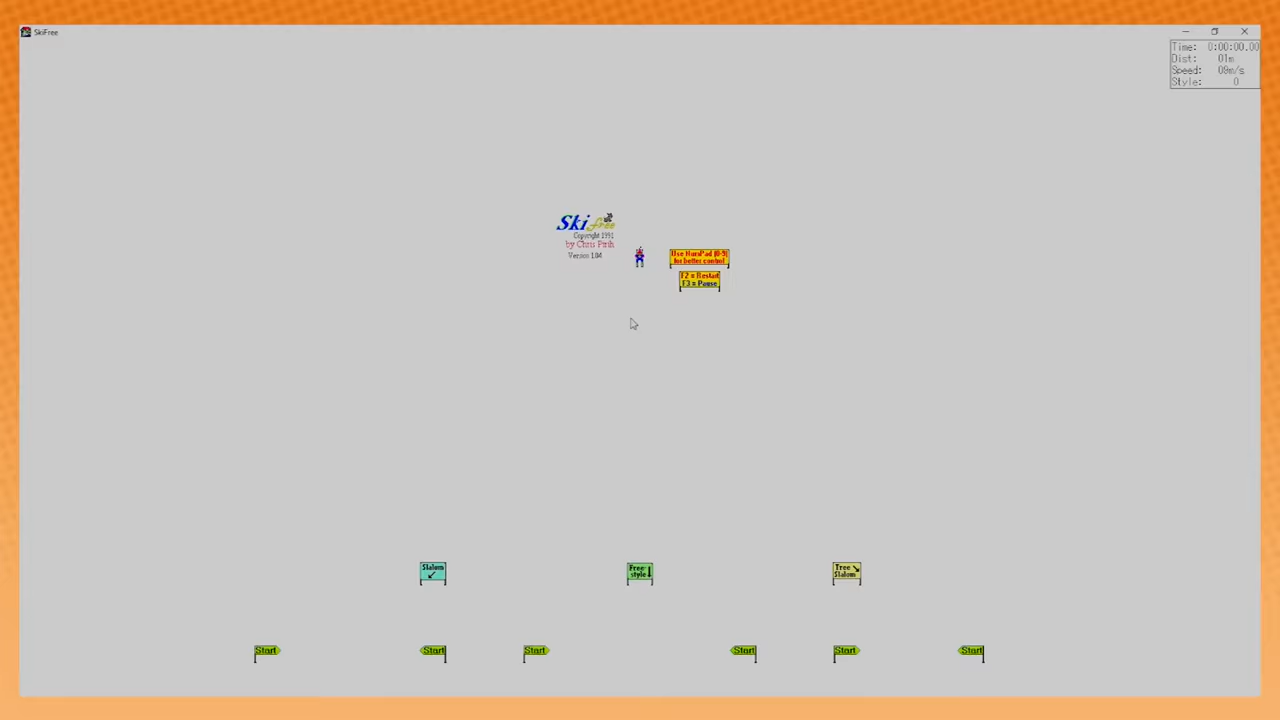 SkiFree
Time: 0:00:00.00
Dist: 01m
Speed: 09m/s
Style: 0
Ski Free
Copyright 1991
by Chris Pirih
Version 1.04
Use NumPad (0-9)
for better control
F2 = Restart
F3 = Pause
Slalom
Free-
style
Tree
Slalom
Start
Start
Start
Start
Start
Start